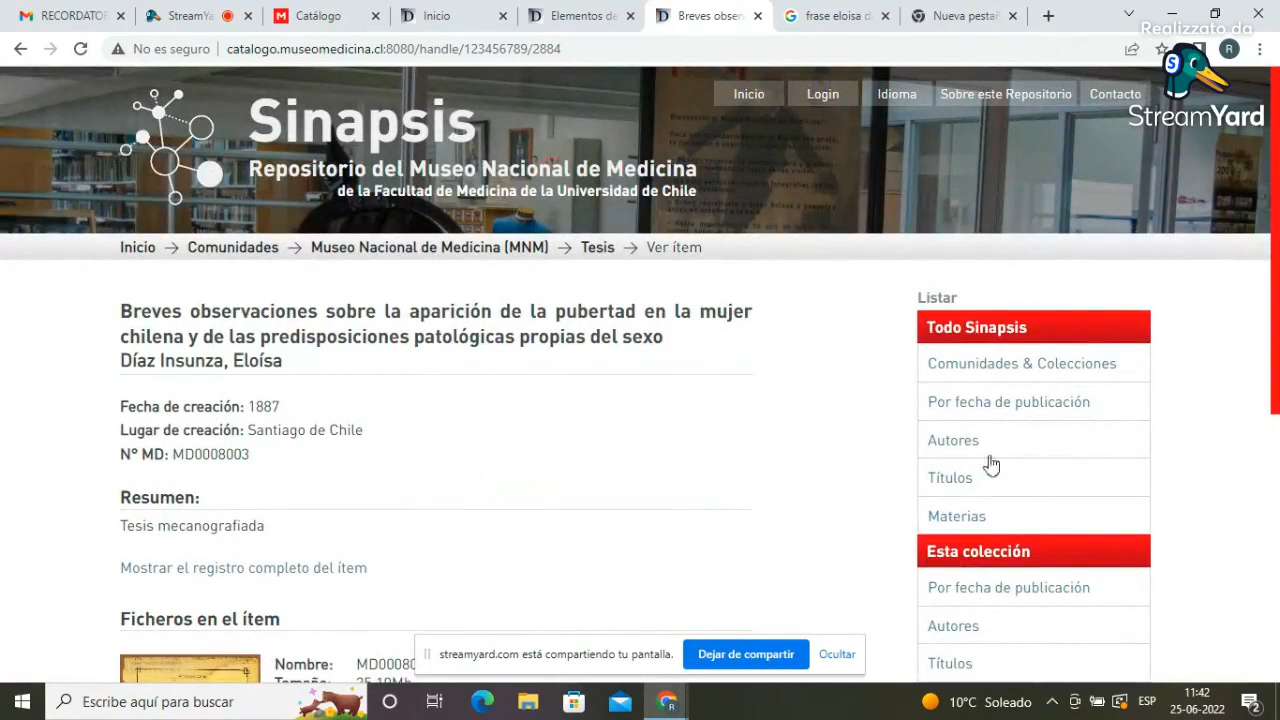 RECORDATOR
StreamYa
Catálogo
Inicio
Elementos de
Breves obser
frase eloisa d
Nueva pestañ
No es seguro
catalogo.museomedicina.cl:8080/handle/123456789/2884
R
Realizzato da
StreamYard
Sinapsis
Repositorio del Museo Nacional de Medicina
de la Facultad de Medicina de la Universidad de Chile
Inicio
Login
Idioma
Sobre este Repositorio
Contacto
Inicio → Comunidades → Museo Nacional de Medicina (MNM) → Tesis → Ver ítem
Breves observaciones sobre la aparición de la pubertad en la mujer
chilena y de las predisposiciones patológicas propias del sexo
Díaz Insunza, Eloísa
Fecha de creación: 1887
Lugar de creación: Santiago de Chile
N° MD: MD0008003
Resumen:
Tesis mecanografiada
Mostrar el registro completo del ítem
Ficheros en el ítem
Nombre: MD00080
Listar
Todo Sinapsis
Comunidades & Colecciones
Por fecha de publicación
Autores
Títulos
Materias
Esta colección
Por fecha de publicación
Autores
Títulos
streamyard.com está compartiendo tu pantalla.
Dejar de compartir
Ocultar
Escribe aquí para buscar
10°C Soleado
ESP
11:42
25-06-2022
2